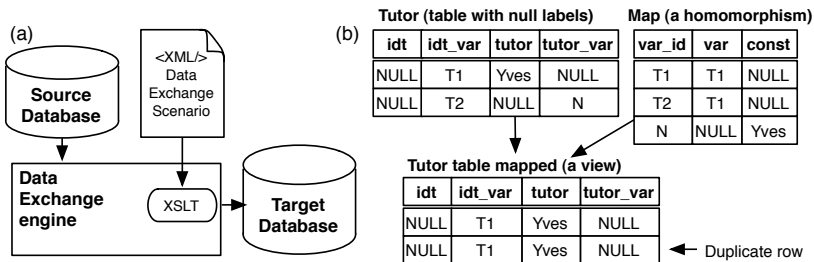 (a)
<XML/>
Data
Exchange
Scenario
Source
Database
Data
Exchange
engine
XSLT
Target
Database
(b)
Tutor (table with null labels)
idt idt_var tutor tutor_var
NULL T1 Yves NULL
NULL T2 NULL N
Map (a homomorphism)
var_id var const
T1 T1 NULL
T2 T1 NULL
N NULL Yves
Tutor table mapped (a view)
idt idt_var tutor tutor_var
NULL T1 Yves NULL
NULL T1 Yves NULL
Duplicate row